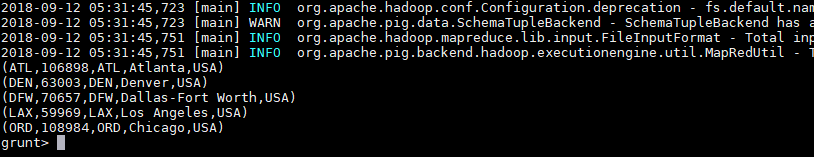 2018-09-12 05:31:45,723 [main] INFO  org.apache.hadoop.conf.Configuration.deprecation - fs.default.nam
2018-09-12 05:31:45,723 [main] WARN  org.apache.pig.data.SchemaTupleBackend - SchemaTupleBackend has a
2018-09-12 05:31:45,751 [main] INFO  org.apache.hadoop.mapreduce.lib.input.FileInputFormat - Total inp
2018-09-12 05:31:45,751 [main] INFO  org.apache.pig.backend.hadoop.executionengine.util.MapRedUtil - T
(ATL,106898,ATL,Atlanta,USA)
(DEN,63003,DEN,Denver,USA)
(DFW,70657,DFW,Dallas-Fort Worth,USA)
(LAX,59969,LAX,Los Angeles,USA)
(ORD,108984,ORD,Chicago,USA)
grunt>